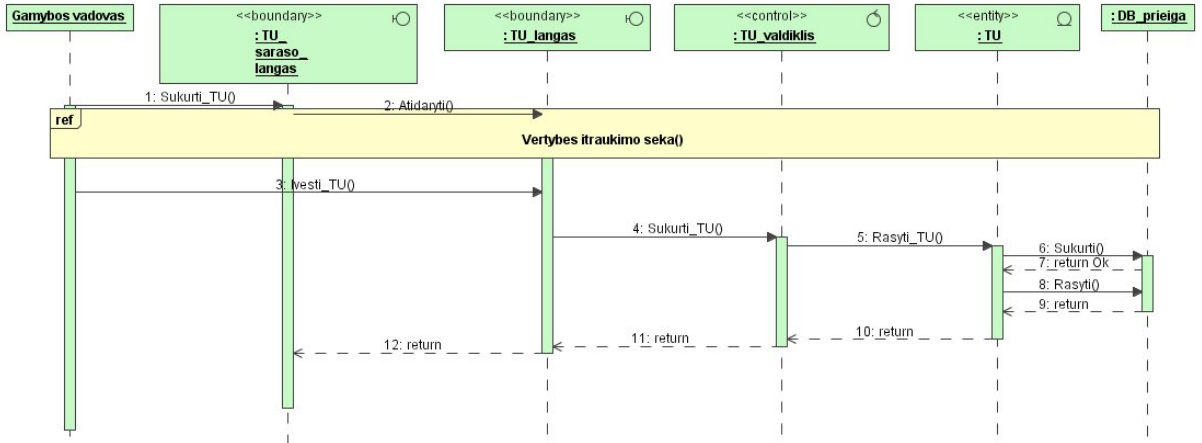 Gamybos vadovas
<<boundary>>
: TU_
saraso_
langas
<<boundary>>
: TU_langas
<<control>>
: TU_valdiklis
<<entity>>
: TU
: DB_prieiga
1: Sukurti_TU()
2: Atidaryti()
ref
Vertybes itraukimo seka()
3: Ivesti_TU()
4: Sukurti_TU()
5: Rasyti_TU()
6: Sukurti()
7: return Ok
8: Rasyti()
9: return
10: return
11: return
12: return